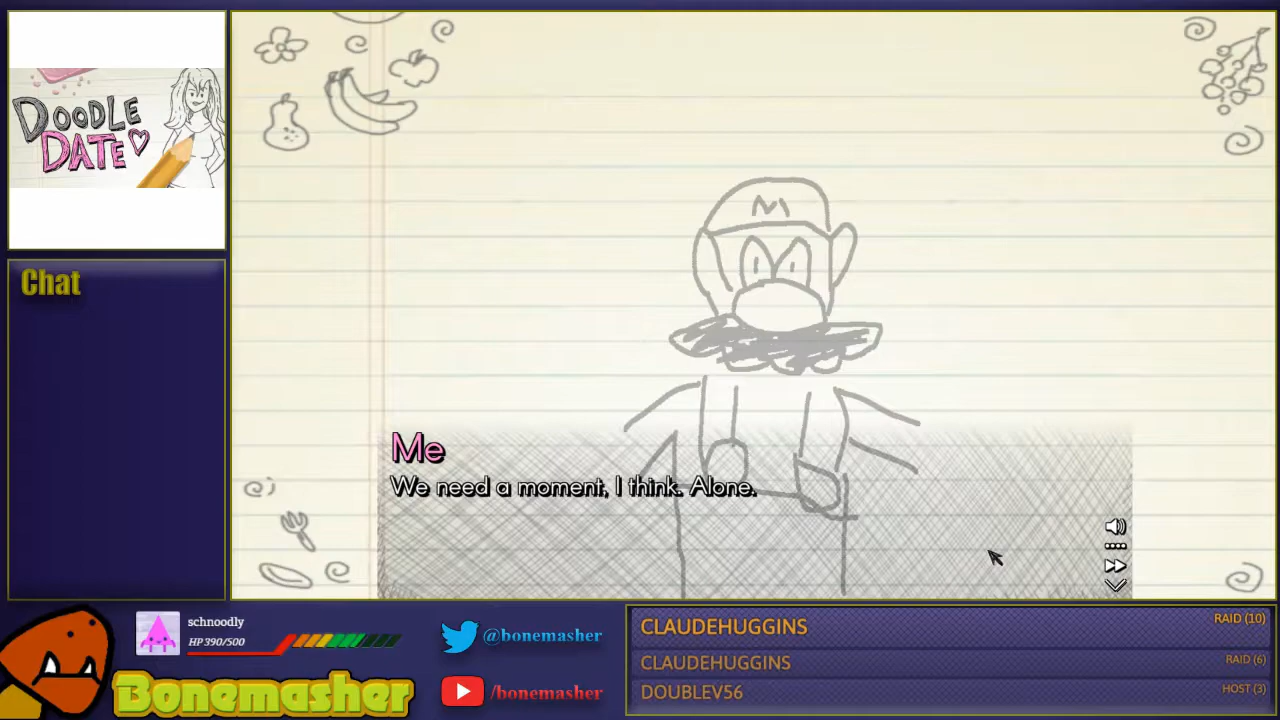 DOODLE
DATE
Chat
M
Me
We need a moment, I think. Alone.
schnoodly
HP 390/500
Bonemasher
@bonemasher
/bonemasher
CLAUDEHUGGINS
RAID (10)
CLAUDEHUGGINS
RAID (6)
DOUBLEV56
HOST (3)